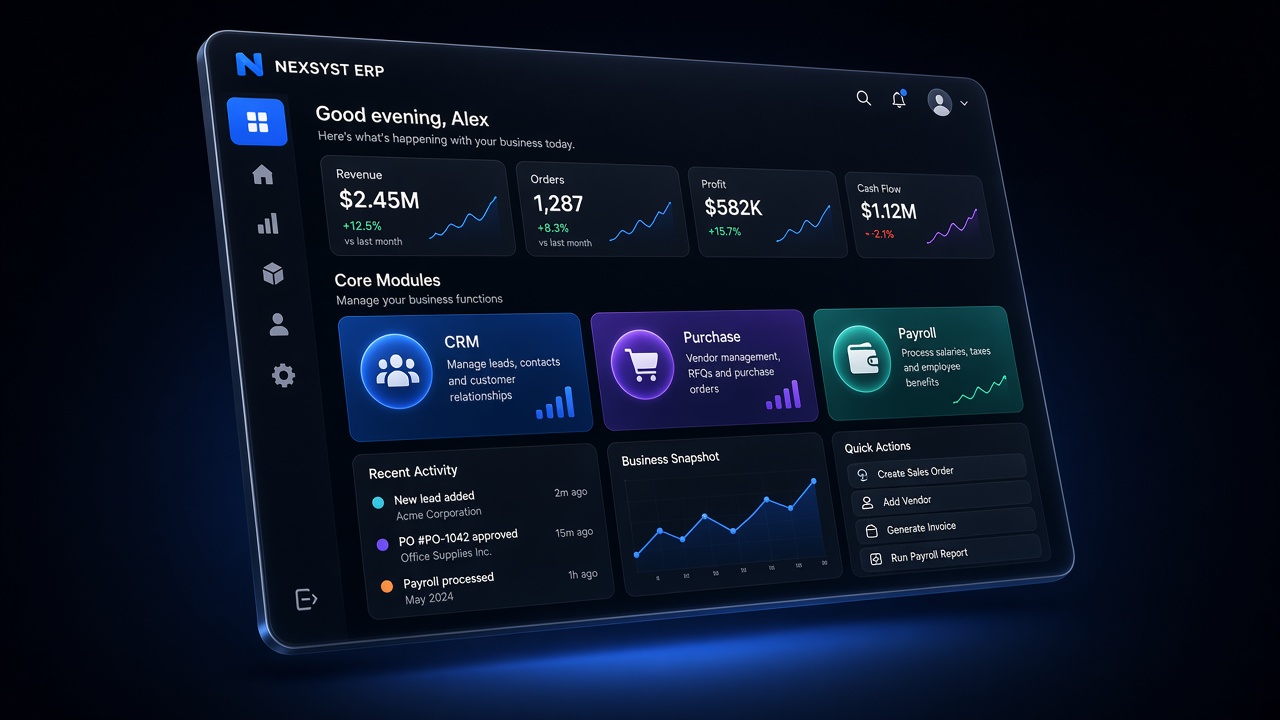 NEXSYST ERP
Good evening, Alex
Here's what's happening with your business today.
Revenue
$2.45M
+12.5%
vs last month
Orders
1,287
+8.3%
vs last month
Profit
$582K
+15.7%
Cash Flow
$1.12M
--2.1%
Core Modules
Manage your business functions
CRM
Manage leads, contacts
and customer
relationships
Purchase
Vendor management,
RFQs and purchase
orders
Payroll
Process salaries, taxes
and employee
benefits
Recent Activity
New lead added
2m ago
Acme Corporation
PO #PO-1042 approved
15m ago
Office Supplies Inc.
Payroll processed
1h ago
May 2024
Business Snapshot
Quick Actions
Create Sales Order
Add Vendor
Generate Invoice
Run Payroll Report